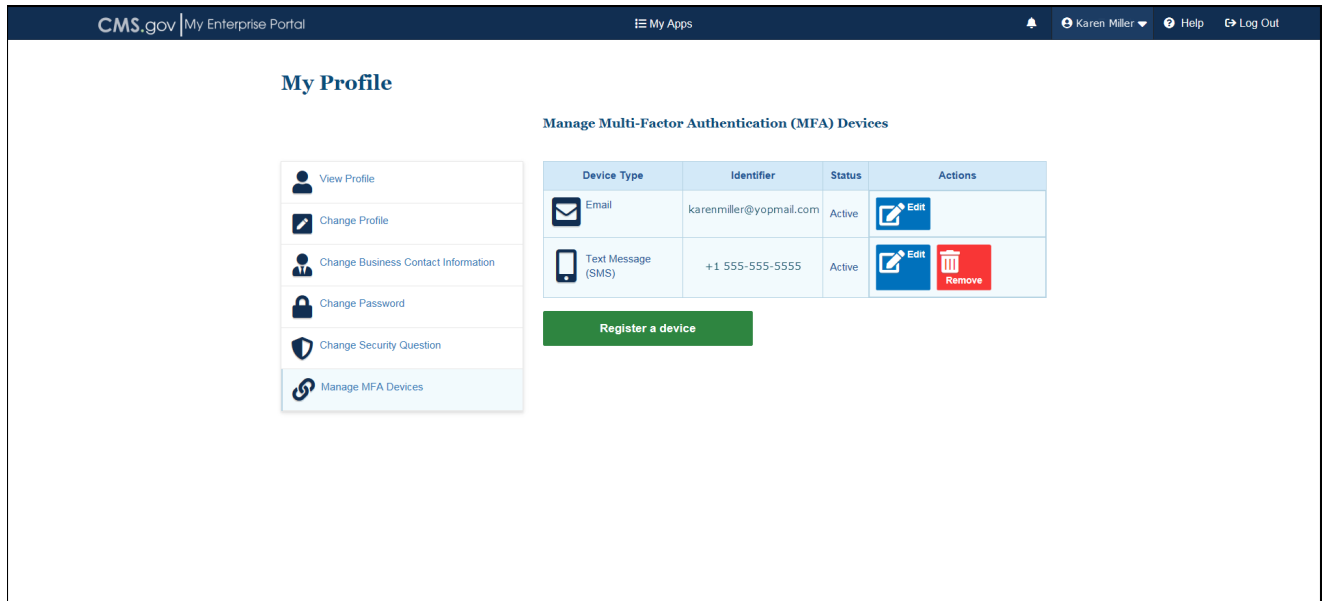 CMS.gov My Enterprise Portal My Apps Karen Miller Help Log Out
My Profile
Manage Multi-Factor Authentication (MFA) Devices
View Profile
Change Profile
Change Business Contact Information
Change Password
Change Security Question
Manage MFA Devices
Device Type Identifier Status Actions
Email karenmiller@yopmail.com Active Edit
Text Message
(SMS) +1 555-555-5555 Active Edit Remove
Register a device